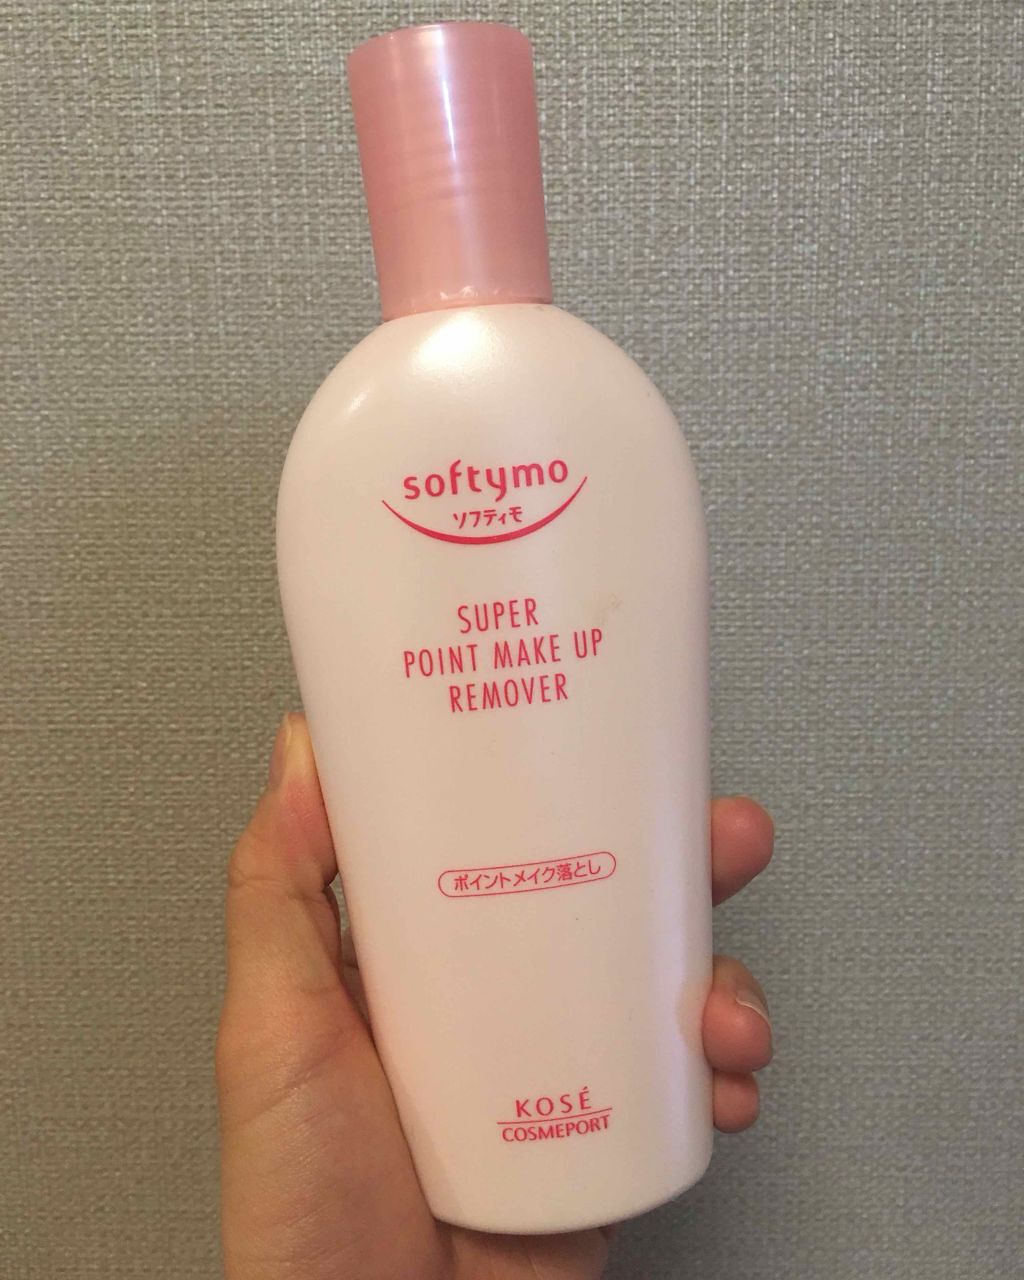 softymo
ソフティモ
SUPER
POINT MAKE UP
REMOVER
ポイントメイク落とし
KOSÉ
COSMEPORT